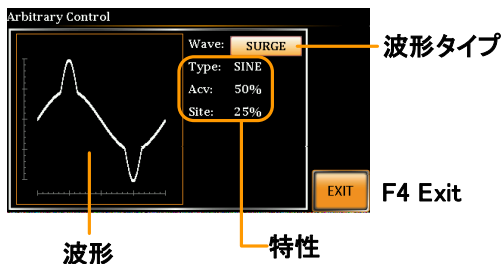 Arbitrary Control
Wave: SURGE
波形タイプ
Type: SINE
Acv: 50%
Site: 25%
EXIT
F4 Exit
波形
特性